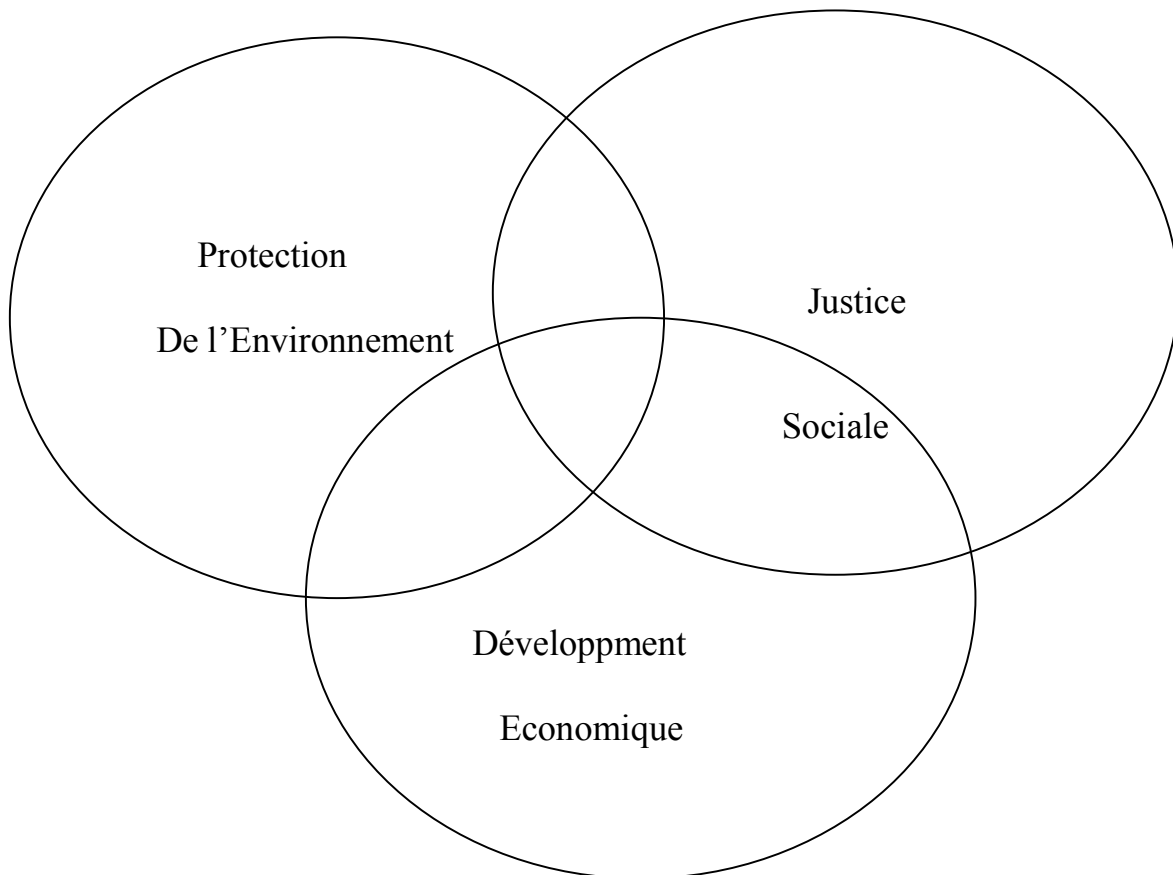 Protection
De l’Environnement
Justice
Sociale
Développment
Economique